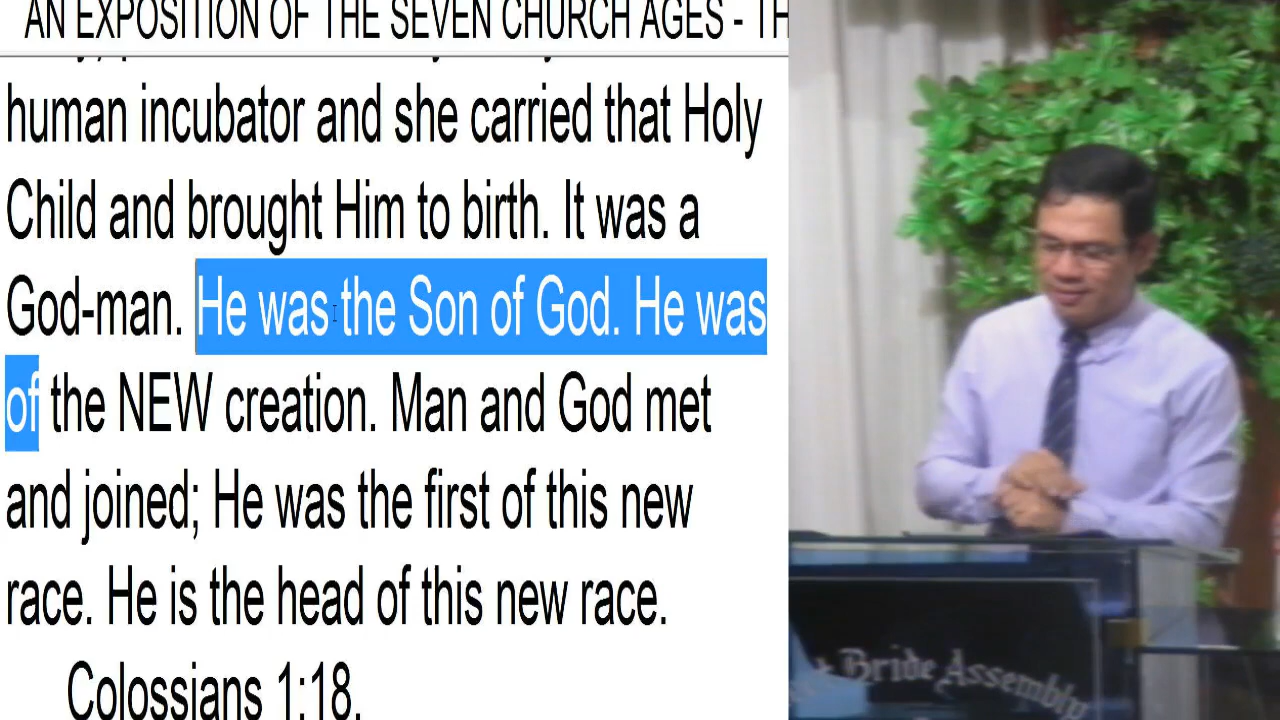 AN EXPOSITION OF THE SEVEN CHURCH AGES - TH
human incubator and she carried that Holy
Child and brought Him to birth. It was a
God-man. He was the Son of God. He was
of the NEW creation. Man and God met
and joined; He was the first of this new
race. He is the head of this new race.
Colossians 1:18.
Bride Assembly